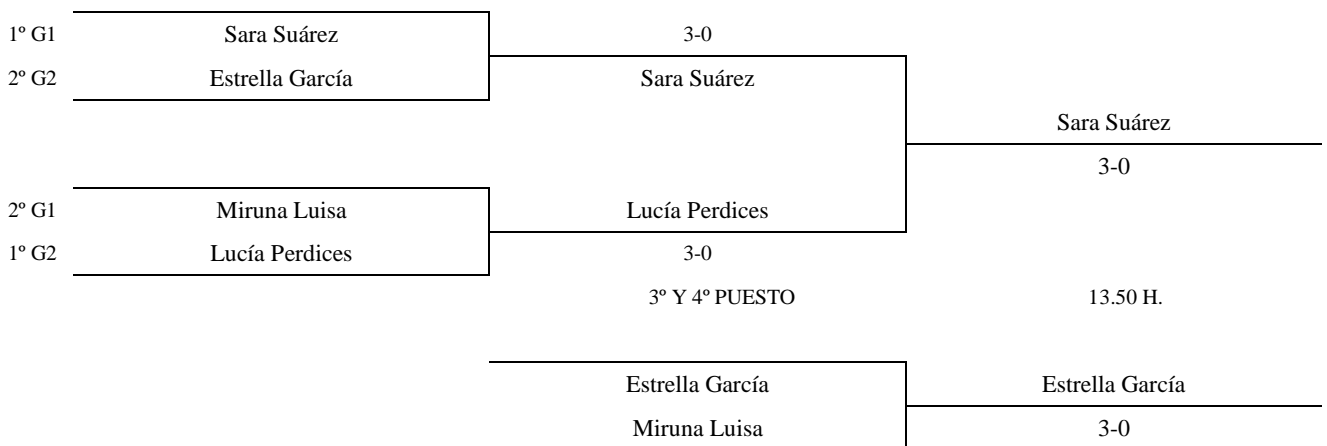 1º G1 Sara Suárez 3-0
2º G2 Estrella García Sara Suárez
Sara Suárez
3-0
2º G1 Miruna Luisa Lucía Perdices
1º G2 Lucía Perdices 3-0
3º Y 4º PUESTO 13.50 H.
Estrella García Estrella García
Miruna Luisa 3-0